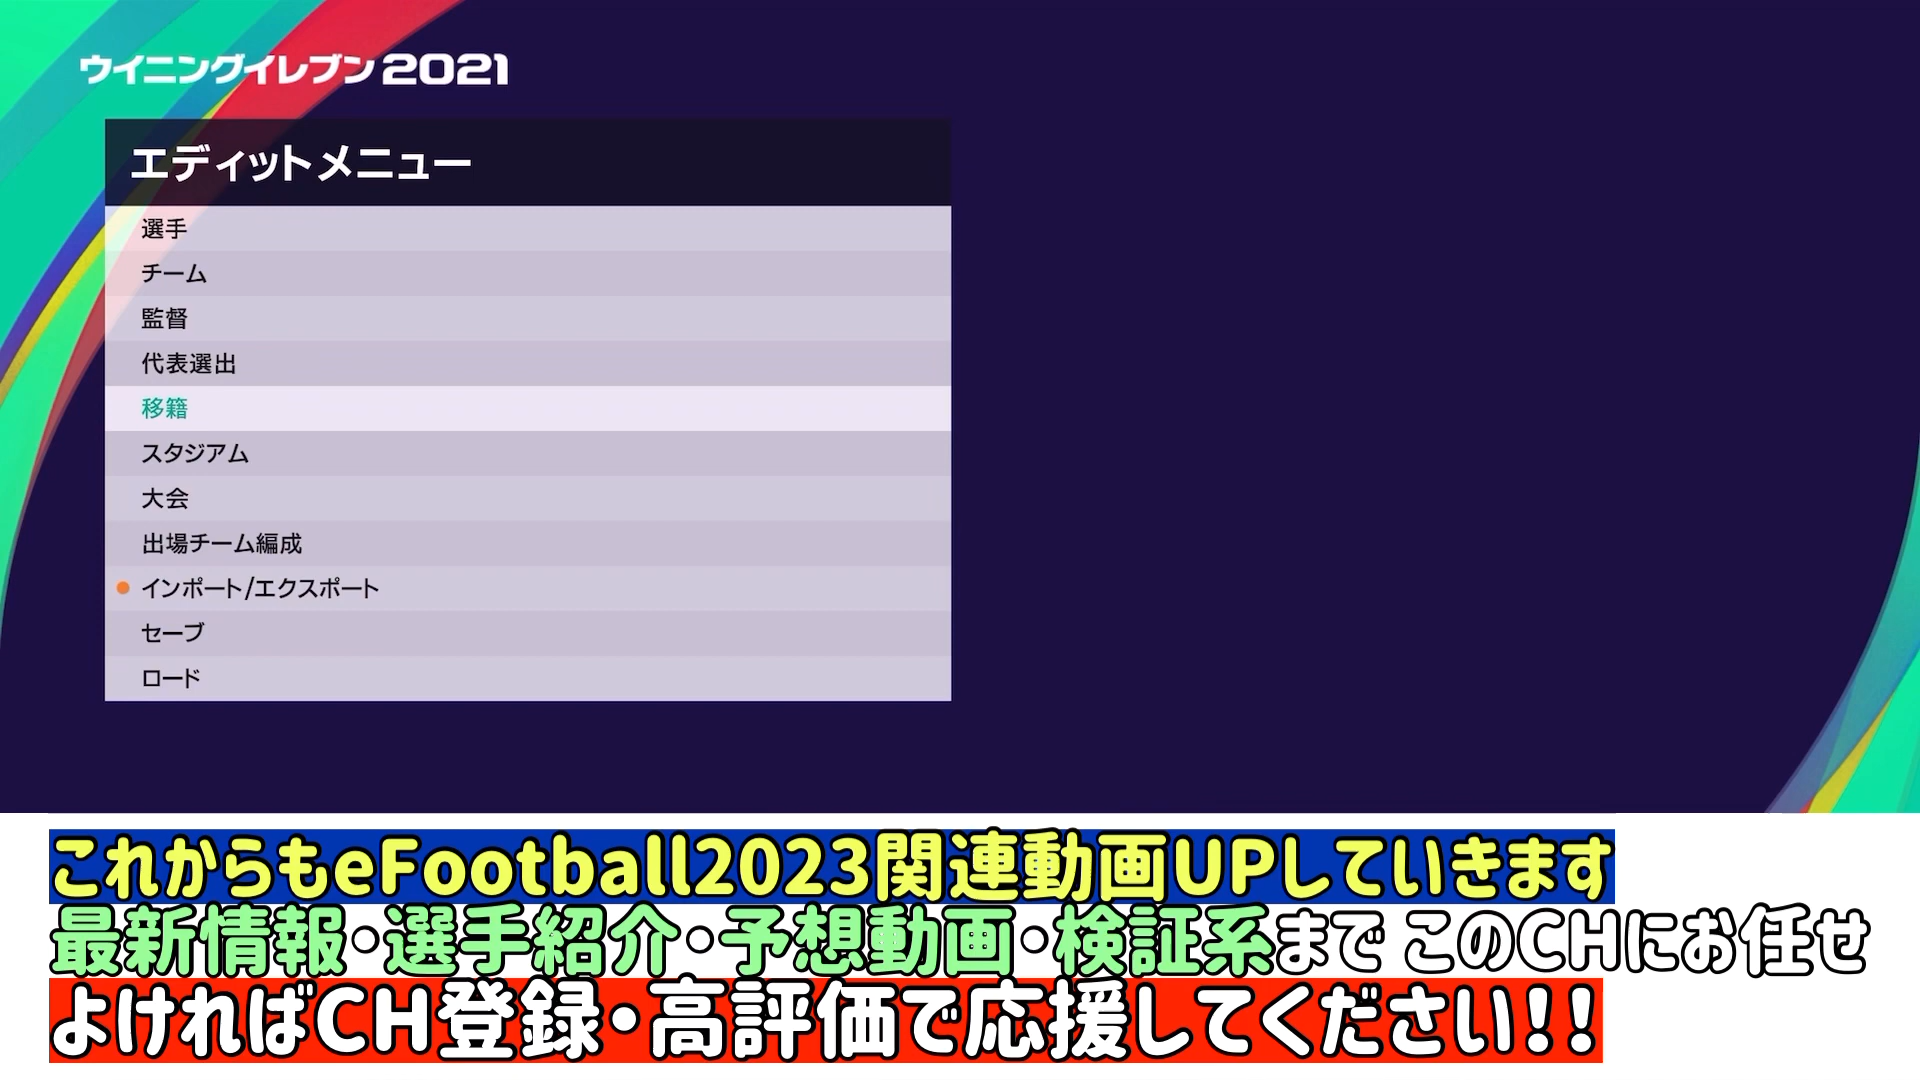 ウイニングイレブン 2021
エディットメニュー
選手
チーム
監督
代表選出
移籍
スタジアム
大会
出場チーム編成
インポート/エクスポート
セーブ
ロード
これからもeFootball2023関連動画UPしていきます
最新情報・選手紹介・予想動画・検証系まで このCHにお任せ
よければCH登録・高評価で応援してください！！